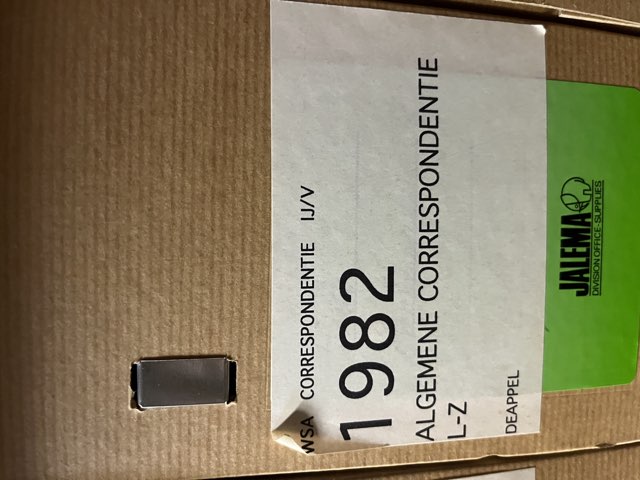 WSA CORRESPONDENTIE IJ/V
1982
ALGEMENE CORRESPONDENTIE
L-Z
DEAPPEL
JALEMA
DIVISION OFFICE-SUPPLIES